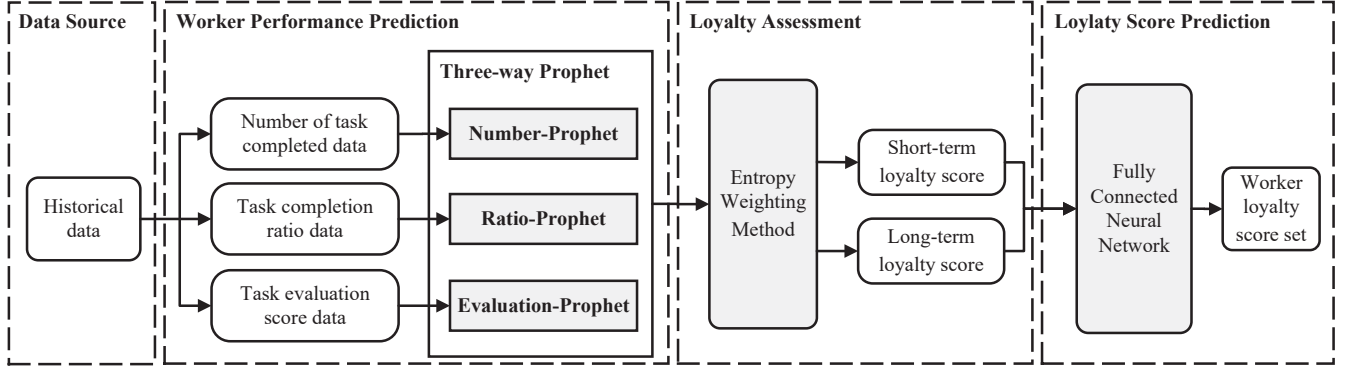 Data Source
Historical
data
Worker Performance Prediction
Number of task
completed data
Task completion
ratio data
Task evaluation
score data
Three-way Prophet
Number-Prophet
Ratio-Prophet
Evaluation-Prophet
Loyalty Assessment
Entropy
Weighting
Method
Short-term
loyalty score
Long-term
loyalty score
Loylaty Score Prediction
Fully
Connected
Neural
Network
Worker
loyalty
score set